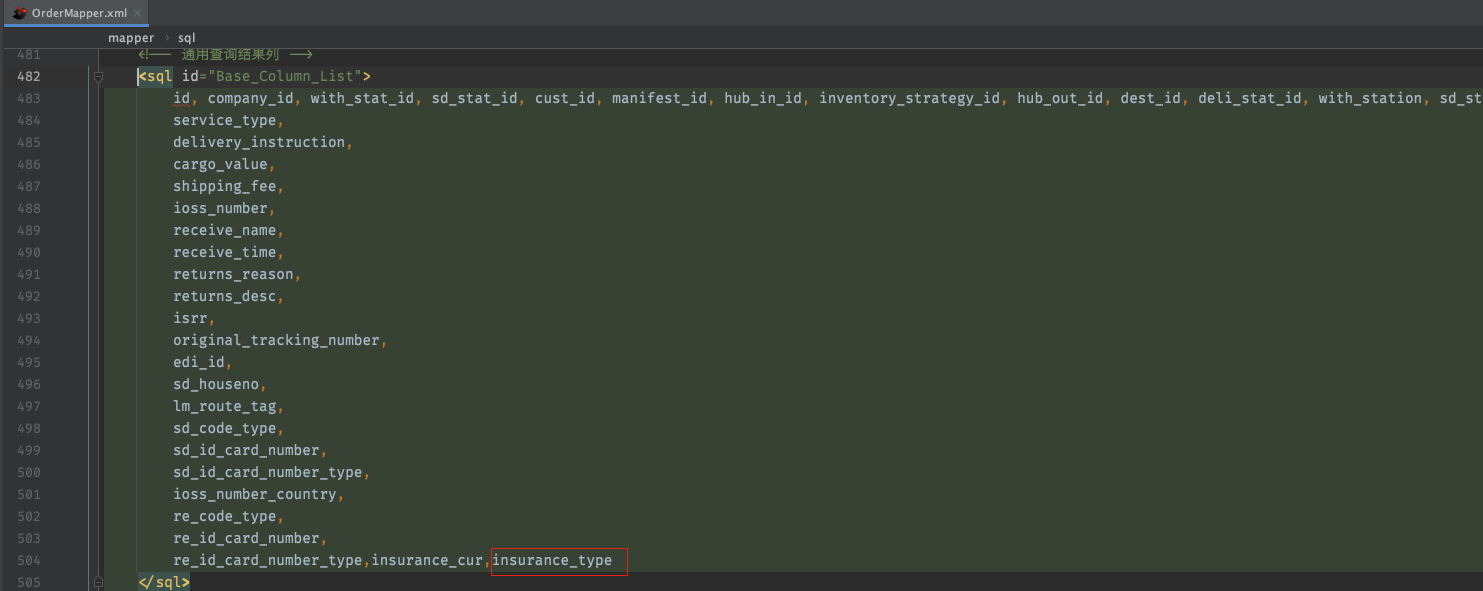 OrderMapper.xml ×
mapper › sql
481 <!-- 通用查询结果列 -->
482 <sql id="Base_Column_List">
483 id, company_id, with_stat_id, sd_stat_id, cust_id, manifest_id, hub_in_id, inventory_strategy_id, hub_out_id, dest_id, deli_stat_id, with_station, sd_st
484 service_type,
485 delivery_instruction,
486 cargo_value,
487 shipping_fee,
488 ioss_number,
489 receive_name,
490 receive_time,
491 returns_reason,
492 returns_desc,
493 isrr,
494 original_tracking_number,
495 edi_id,
496 sd_houseno,
497 lm_route_tag,
498 sd_code_type,
499 sd_id_card_number,
500 sd_id_card_number_type,
501 ioss_number_country,
502 re_code_type,
503 re_id_card_number,
504 re_id_card_number_type,insurance_cur,insurance_type
505 </sql>